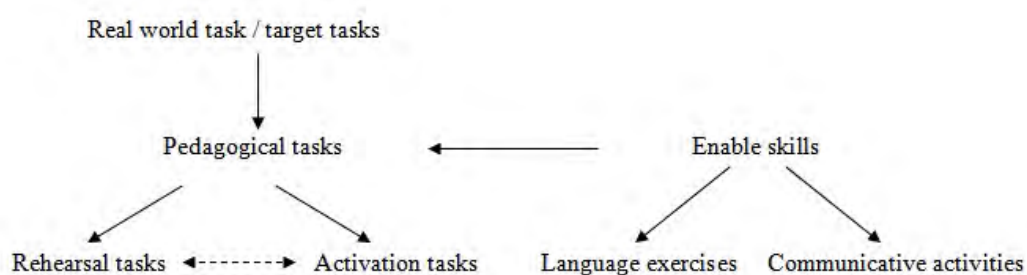 Real world task / target tasks
Pedagogical tasks
Enable skills
Rehearsal tasks
Activation tasks
Language exercises
Communicative activities